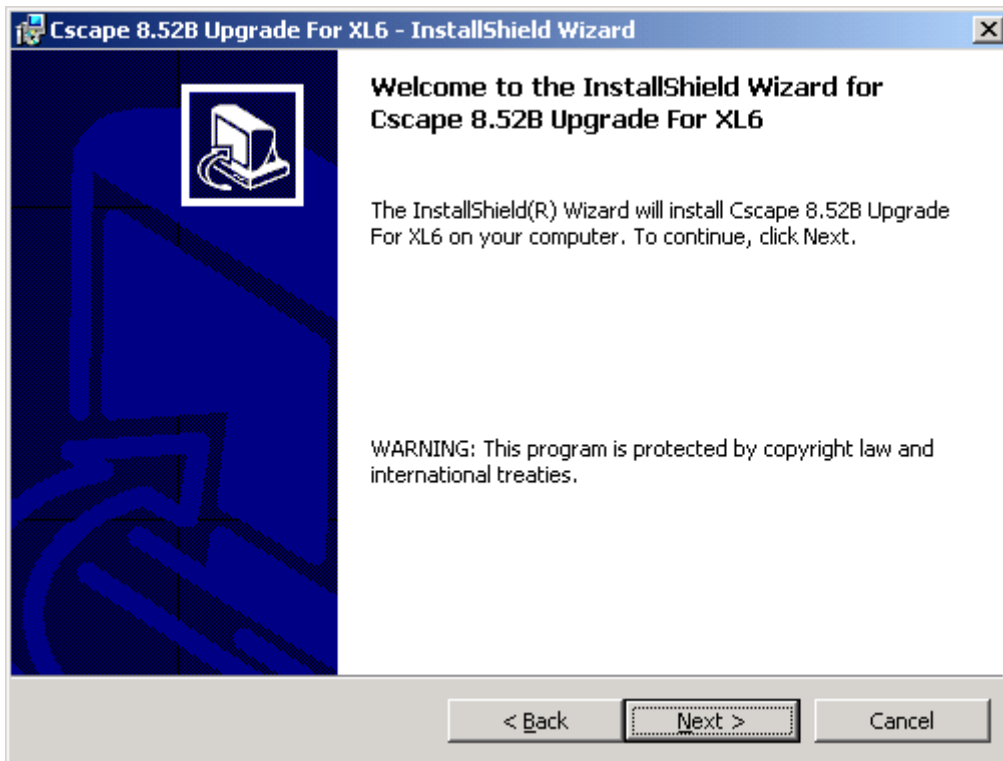 Cscape 8.52B Upgrade For XL6 - InstallShield Wizard
Welcome to the InstallShield Wizard for
Cscape 8.52B Upgrade For XL6
The InstallShield(R) Wizard will install Cscape 8.52B Upgrade
For XL6 on your computer. To continue, click Next.
WARNING: This program is protected by copyright law and
international treaties.
< Back
Next >
Cancel